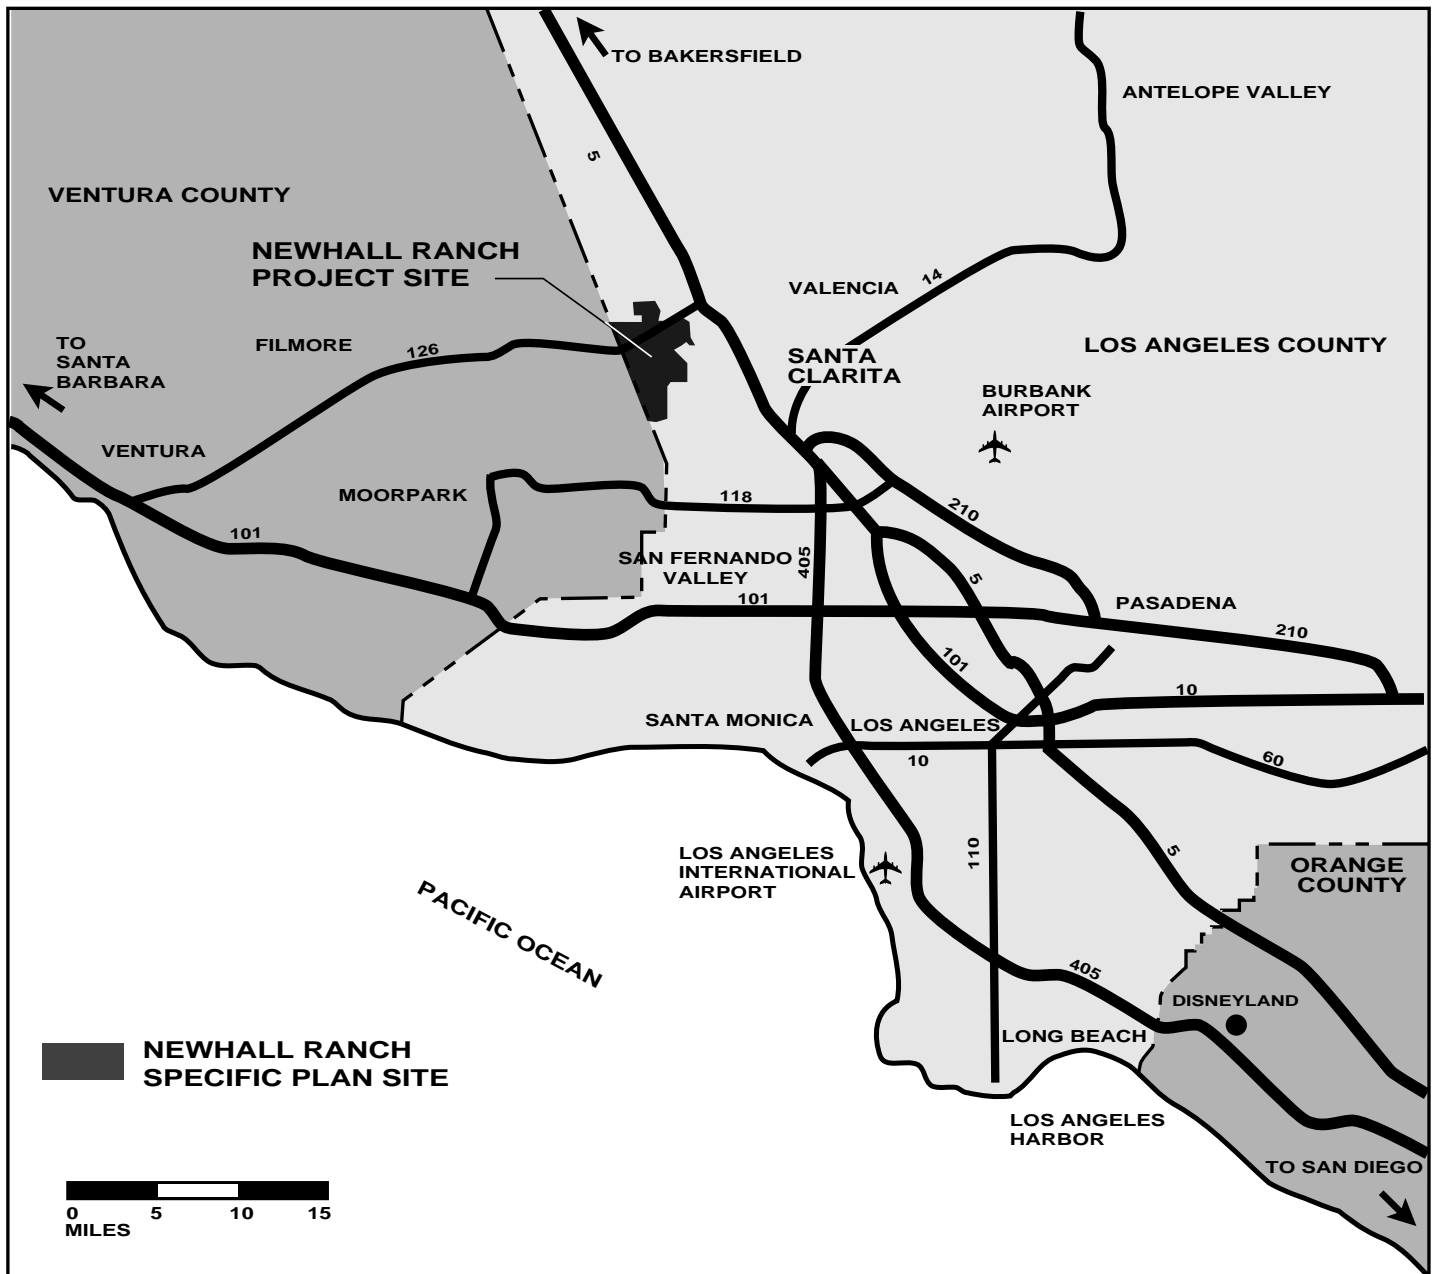 TO BAKERSFIELD
ANTELOPE VALLEY
5
VENTURA COUNTY
NEWHALL RANCH
PROJECT SITE
14
VALENCIA
TO
SANTA
BARBARA
FILMORE
126
SANTA
CLARITA
LOS ANGELES COUNTY
BURBANK
AIRPORT
VENTURA
MOORPARK
118
210
101
405
SAN FERNANDO
VALLEY
5
101
PASADENA
210
101
10
SANTA MONICA
LOS ANGELES
10
60
110
5
LOS ANGELES
INTERNATIONAL
AIRPORT
ORANGE
COUNTY
PACIFIC OCEAN
405
DISNEYLAND
LONG BEACH
NEWHALL RANCH
SPECIFIC PLAN SITE
LOS ANGELES
HARBOR
TO SAN DIEGO
0 5 10 15
MILES